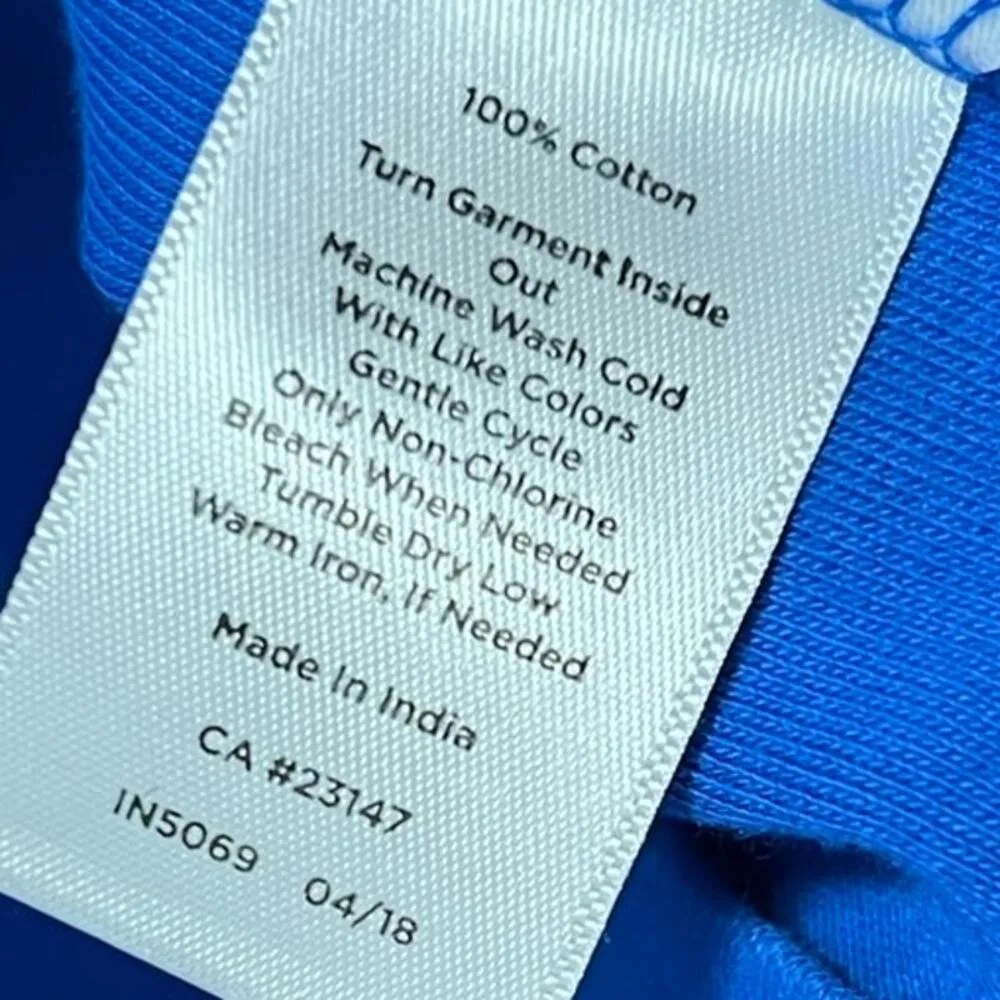 100% Cotton
Turn Garment Inside
Out
Machine Wash Cold
With Like Colors
Gentle Cycle
Only Non-Chlorine
Bleach When Needed
Tumble Dry Low
Warm Iron, If Needed
Made In India
CA #23147
IN5069 04/18